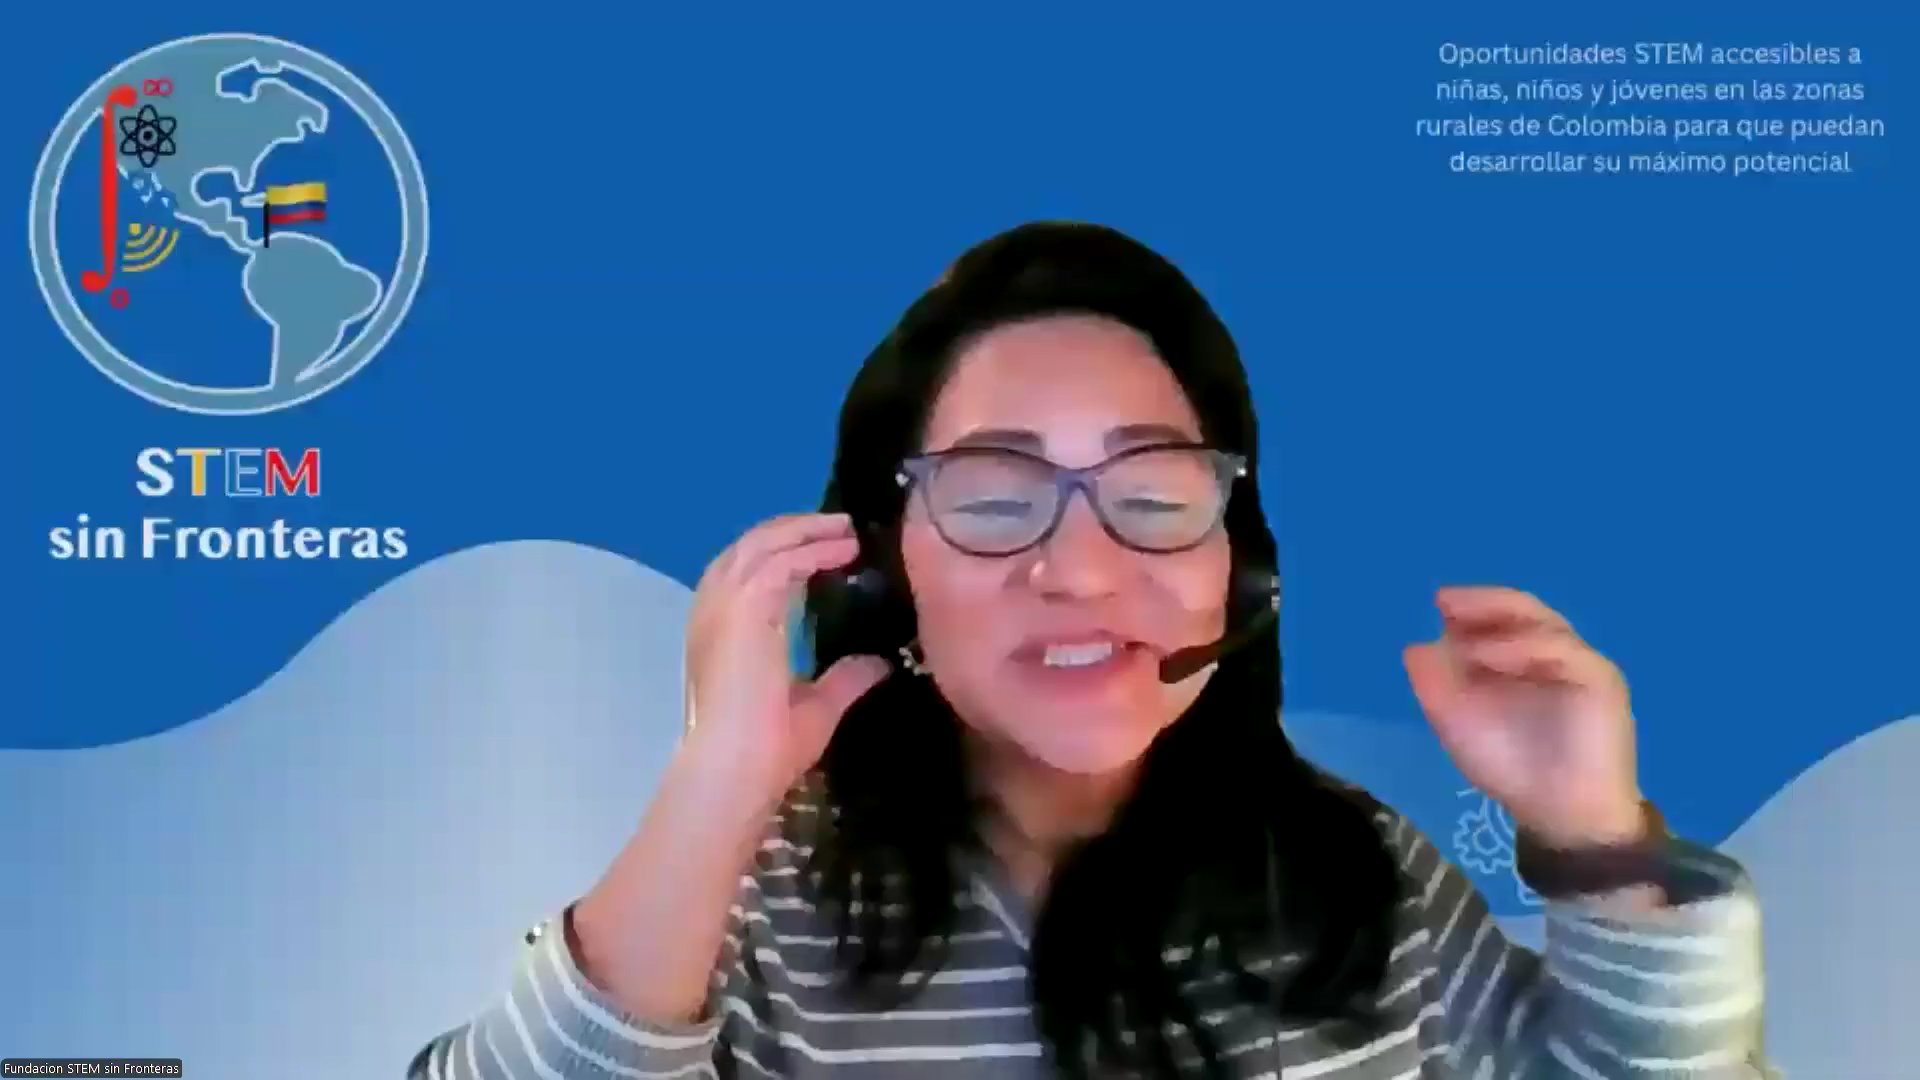 ∞
0
STEM
sin Fronteras
Oportunidades STEM accesibles a
niñas, niños y jóvenes en las zonas
rurales de Colombia para que puedan
desarrollar su máximo potencial
Fundacion STEM sin Fronteras